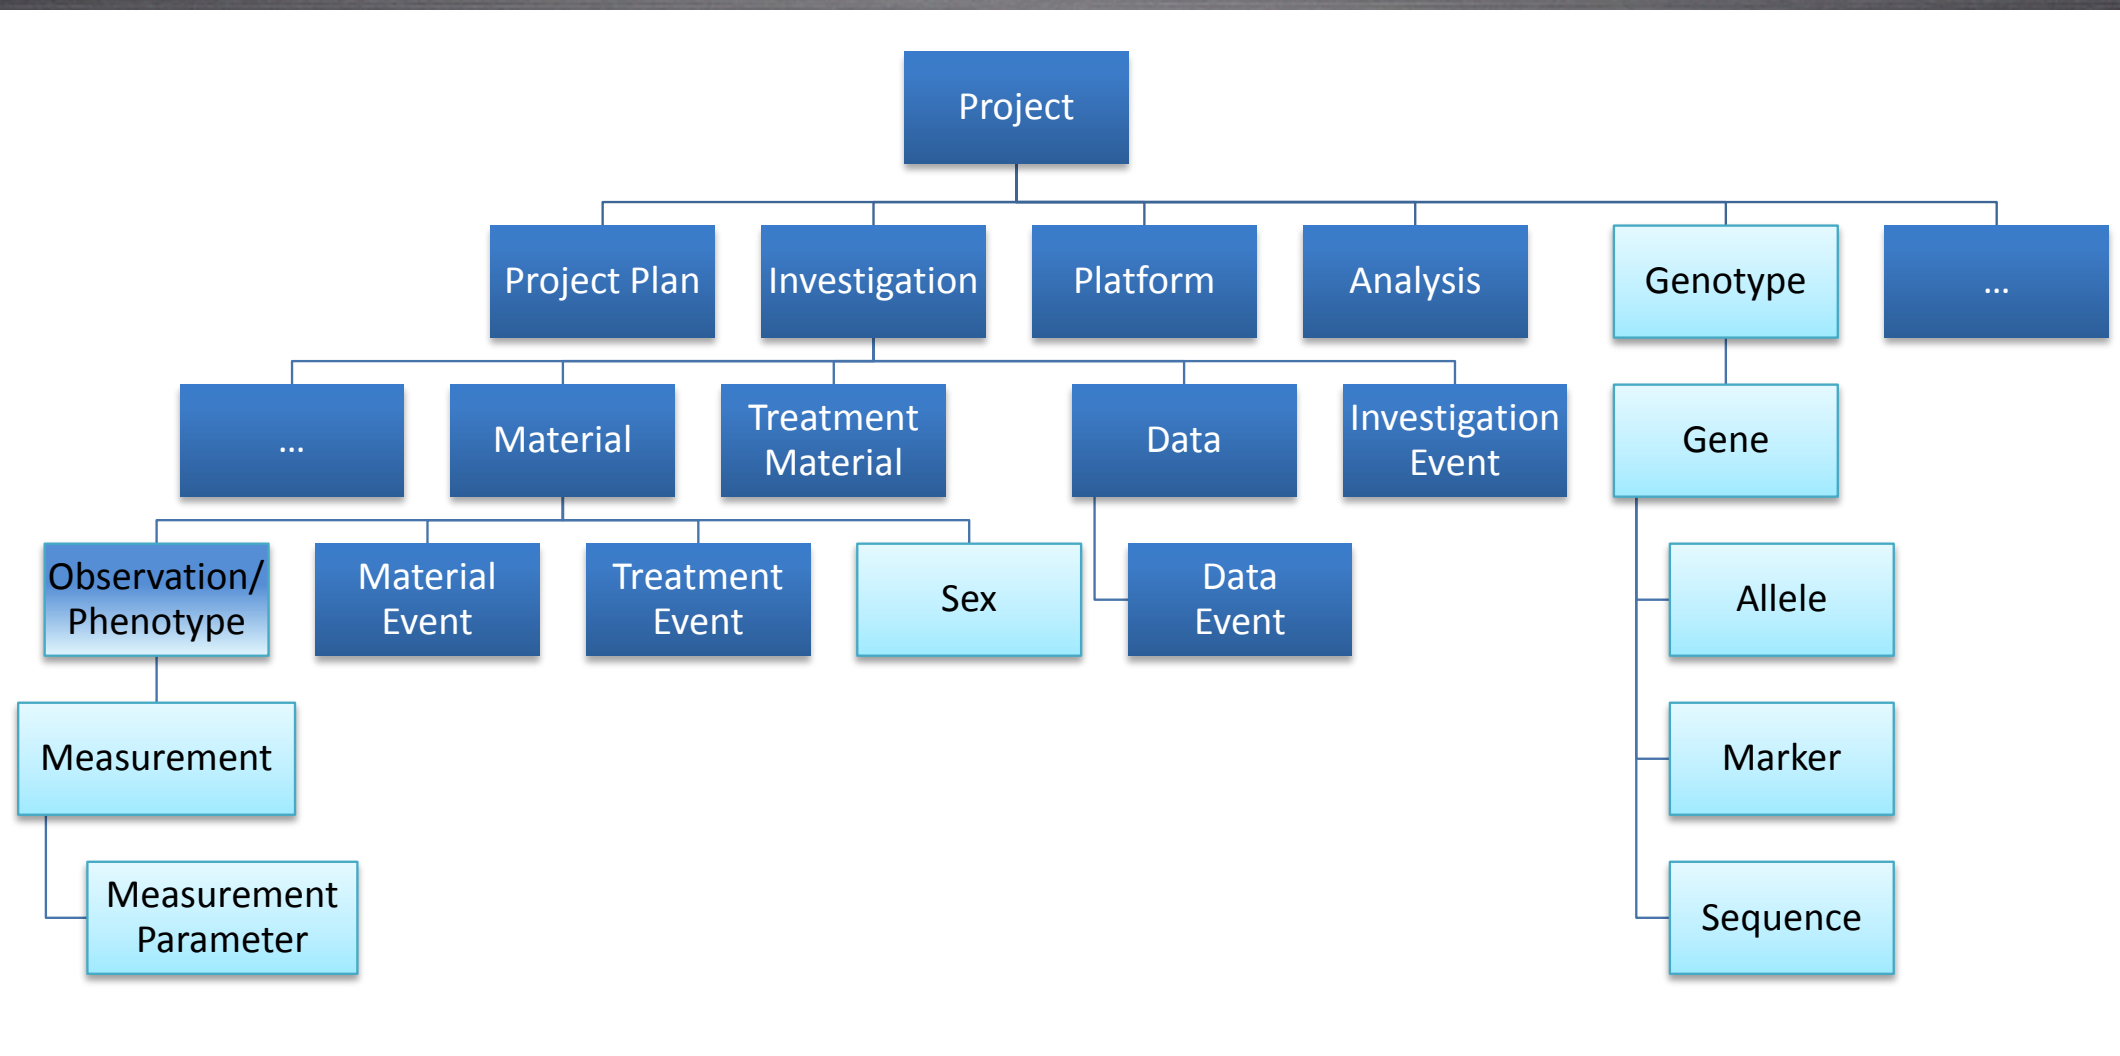 Project
Project Plan
Investigation
Platform
Analysis
Genotype
...
...
Material
Treatment
Material
Data
Investigation
Event
Gene
Observation/
Phenotype
Material
Event
Treatment
Event
Sex
Data
Event
Allele
Measurement
Marker
Measurement
Parameter
Sequence